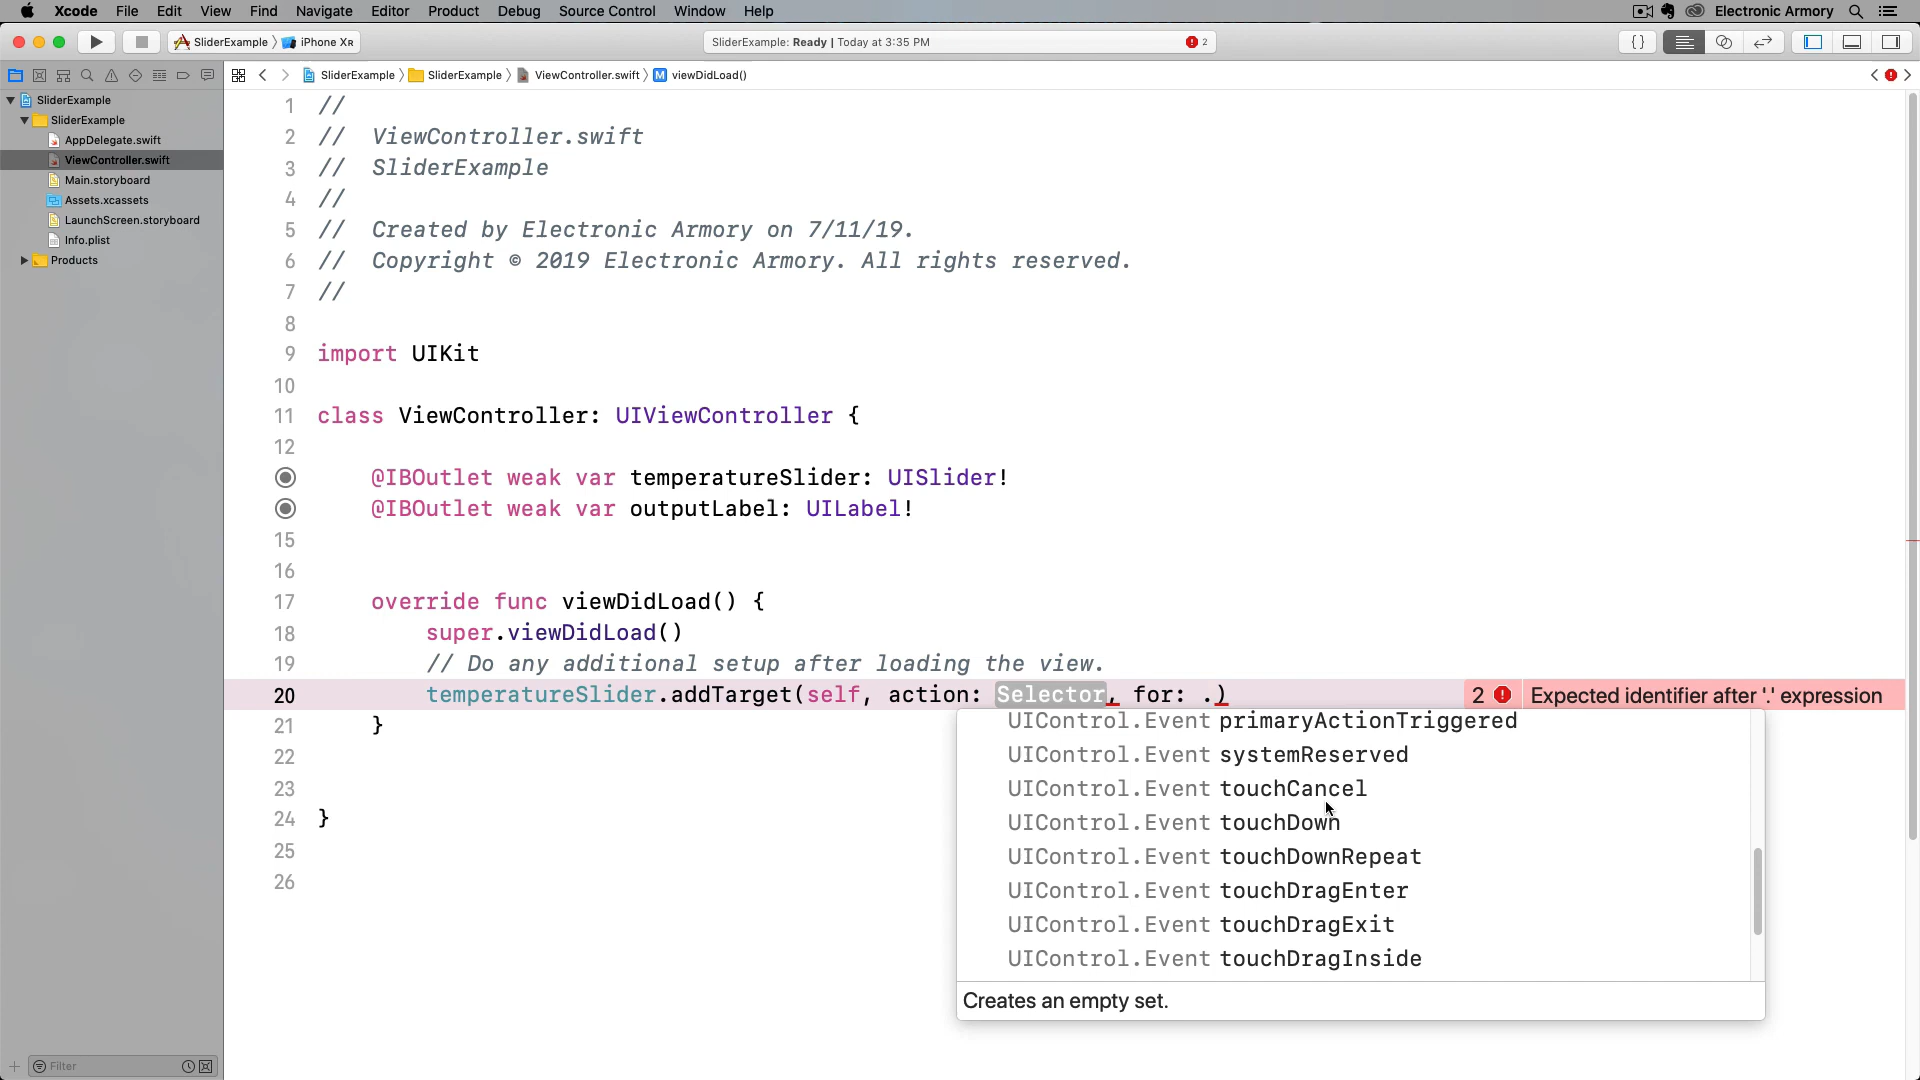 Xcode File Edit View Find Navigate Editor Product Debug Source Control Window Help Electronic Armory
SliderExample iPhone XR SliderExample: Ready | Today at 3:35 PM 2 {}
SliderExample SliderExample ViewController.swift M viewDidLoad()
SliderExample
SliderExample
AppDelegate.swift
ViewController.swift
Main.storyboard
Assets.xcassets
LaunchScreen.storyboard
Info.plist
Products
Filter
1 //
2 // ViewController.swift
3 // SliderExample
4 //
5 // Created by Electronic Armory on 7/11/19.
6 // Copyright © 2019 Electronic Armory. All rights reserved.
7 //
8
9 import UIKit
10
11 class ViewController: UIViewController {
12
@IBOutlet weak var temperatureSlider: UISlider!
@IBOutlet weak var outputLabel: UILabel!
15
16
17 override func viewDidLoad() {
18 super.viewDidLoad()
19 // Do any additional setup after loading the view.
20 temperatureSlider.addTarget(self, action: Selector, for: .) 2 Expected identifier after '.' expression
21 }
22
23
24 }
25
26
UIControl.Event primaryActionTriggered
UIControl.Event systemReserved
UIControl.Event touchCancel
UIControl.Event touchDown
UIControl.Event touchDownRepeat
UIControl.Event touchDragEnter
UIControl.Event touchDragExit
UIControl.Event touchDragInside
Creates an empty set.